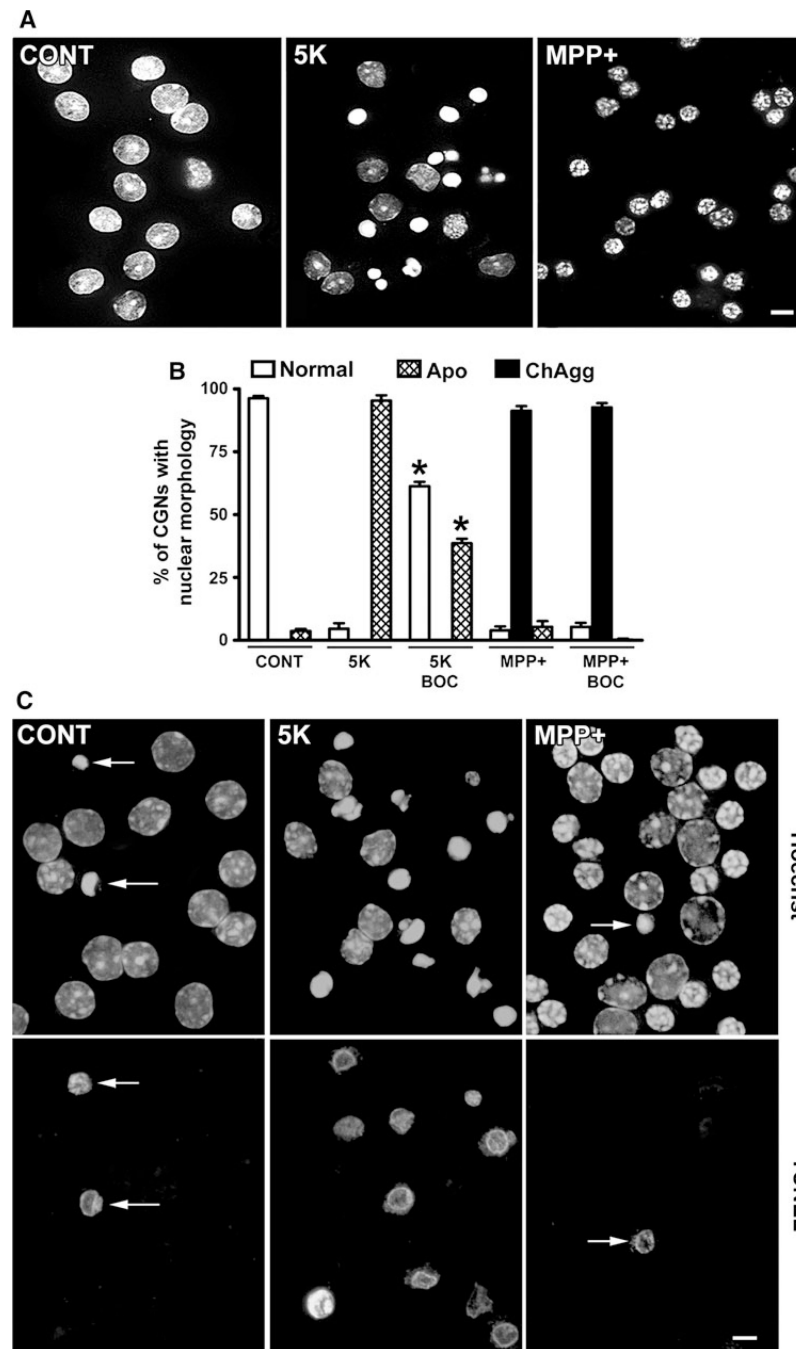 A
CONT 5K MPP+
B
Normal Apo ChAgg
% of CGNs with
nuclear morphology
100
75
50
25
0
* *
CONT 5K 5K MPP+ MPP+
BOC BOC
C
CONT 5K MPP+